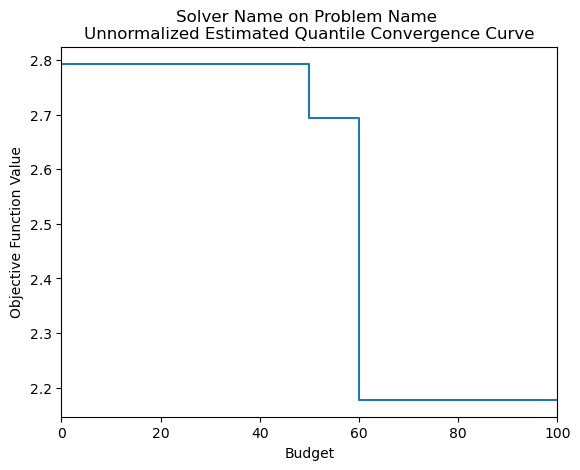 Solver Name on Problem Name
Unnormalized Estimated Quantile Convergence Curve
Objective Function Value
2.8
2.7
2.6
2.5
2.4
2.3
2.2
0 20 40 60 80 100
Budget